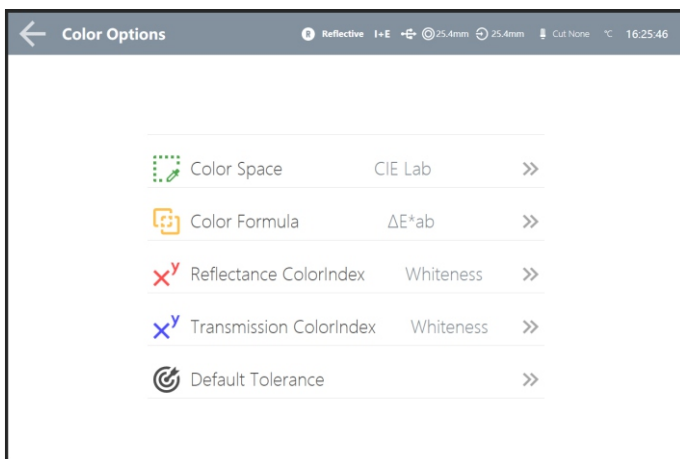 Color Options R Reflective I+E 25.4mm 25.4mm Cut None ℃ 16:25:46
Color Space CIE Lab
Color Formula ΔE*ab
Reflectance ColorIndex Whiteness
Transmission ColorIndex Whiteness
Default Tolerance